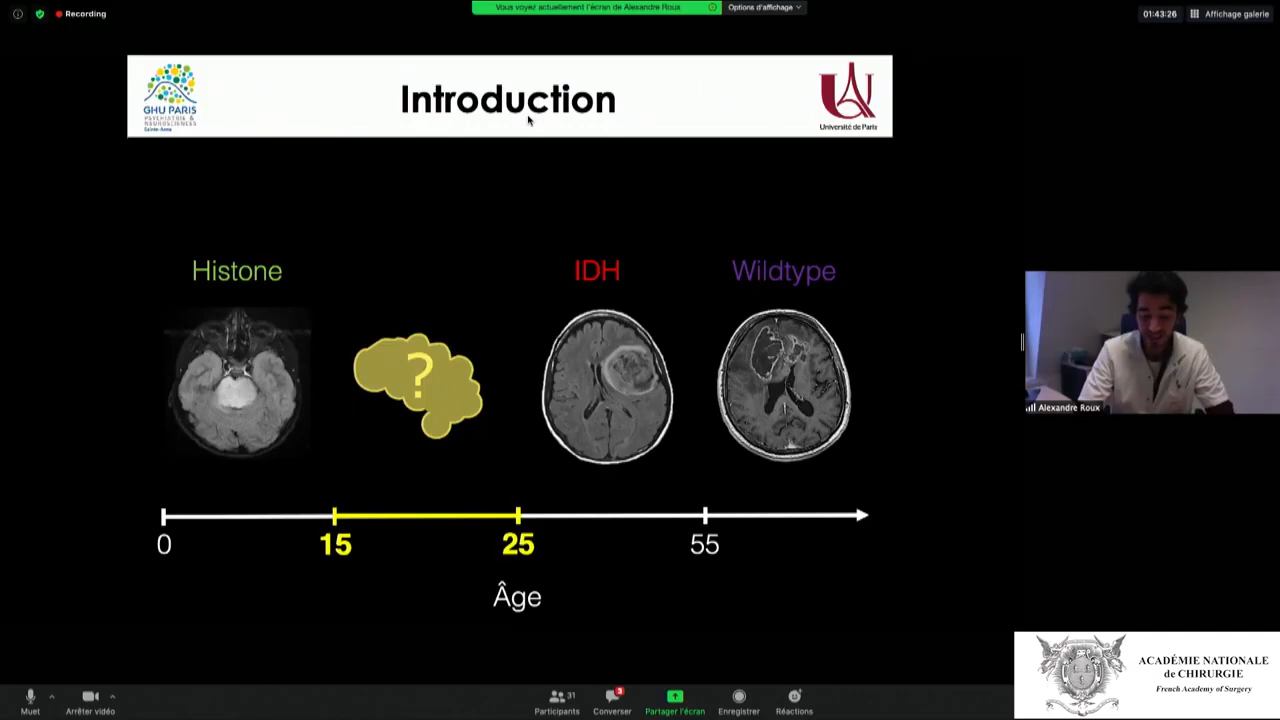 Recording
Vous voyez actuellement l'écran de Alexandre Roux
Options d'affichage
01:43:26
Affichage galerie
GHU PARIS
PSYCHIATRIE &
NEUROSCIENCES
Sainte-Anne
Introduction
Université de Paris
Histone
IDH
Wildtype
?
0
15
25
55
Âge
Alexandre Roux
ACADÉMIE NATIONALE
de CHIRURGIE
French Academy of Surgery
Muet
Arrêter vidéo
31
Participants
Converser
Partager l'écran
Enregistrer
Réactions